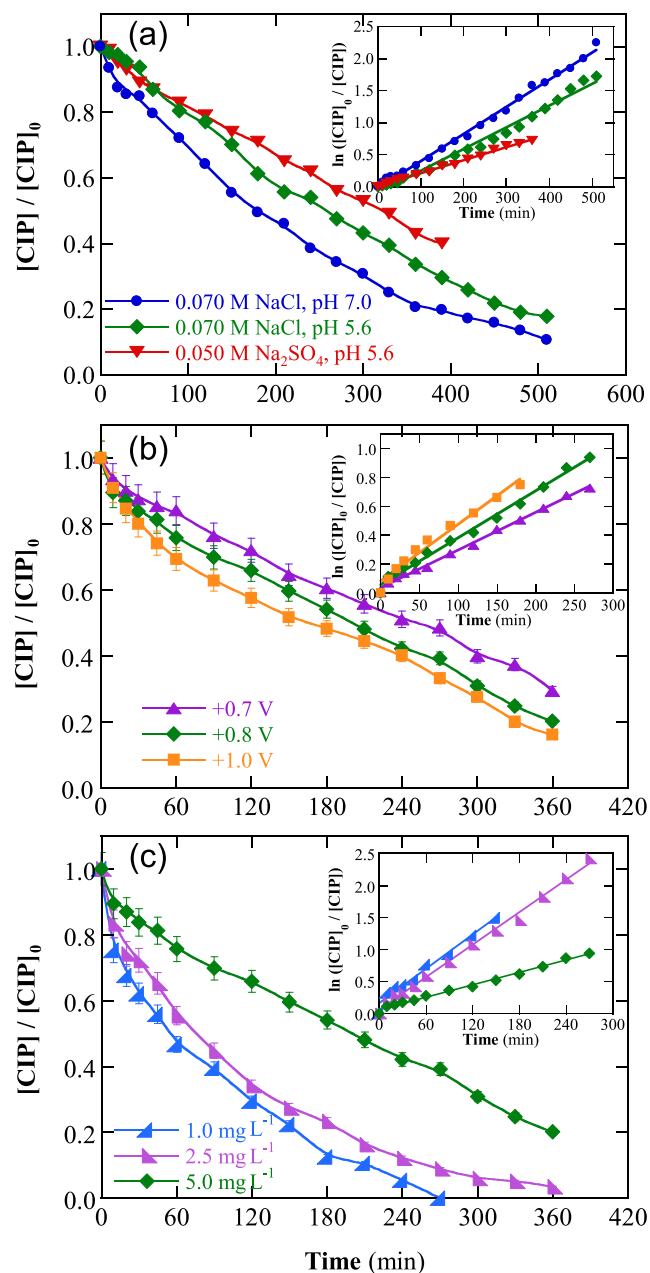 (a)
[CIP] / [CIP]0
1.0
0.8
0.6
0.4
0.2
0.0
0 100 200 300 400 500 600
0.070 M NaCl, pH 7.0
0.070 M NaCl, pH 5.6
0.050 M Na2SO4, pH 5.6
ln ([CIP]0 / [CIP])
2.5
2.0
1.5
1.0
0.5
0.0
0 100 200 300 400 500
Time (min)
(b)
[CIP] / [CIP]0
1.0
0.8
0.6
0.4
0.2
0.0
0 60 120 180 240 300 360 420
+0.7 V
+0.8 V
+1.0 V
ln ([CIP]0 / [CIP])
1.0
0.8
0.6
0.4
0.2
0.0
0 50 100 150 200 250 300
Time (min)
(c)
[CIP] / [CIP]0
1.0
0.8
0.6
0.4
0.2
0.0
0 60 120 180 240 300 360 420
1.0 mg L-1
2.5 mg L-1
5.0 mg L-1
ln ([CIP]0 / [CIP])
2.5
2.0
1.5
1.0
0.5
0.0
0 60 120 180 240 300
Time (min)
Time (min)